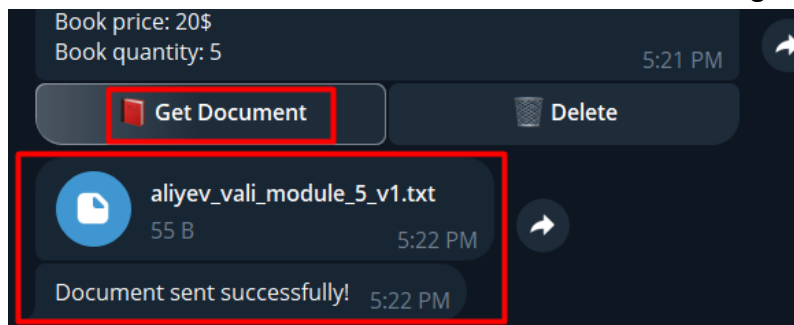 Book price: 20$
Book quantity: 5
5:21 PM
Get Document
Delete
aliyev_vali_module_5_v1.txt
55 B
5:22 PM
Document sent successfully! 5:22 PM